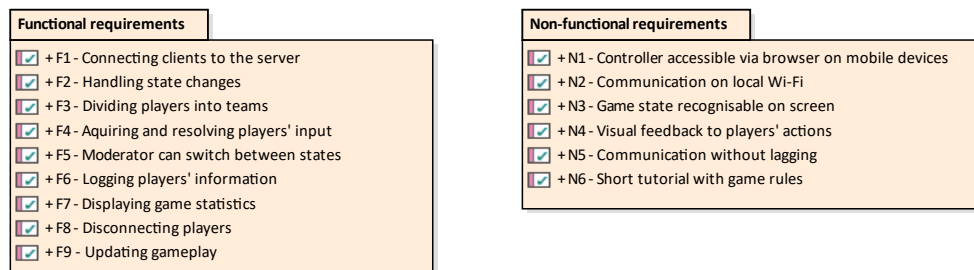 Functional requirements
+ F1 - Connecting clients to the server
+ F2 - Handling state changes
+ F3 - Dividing players into teams
+ F4 - Aquiring and resolving players' input
+ F5 - Moderator can switch between states
+ F6 - Logging players' information
+ F7 - Displaying game statistics
+ F8 - Disconnecting players
+ F9 - Updating gameplay
Non-functional requirements
+ N1 - Controller accessible via browser on mobile devices
+ N2 - Communication on local Wi-Fi
+ N3 - Game state recognisable on screen
+ N4 - Visual feedback to players' actions
+ N5 - Communication without lagging
+ N6 - Short tutorial with game rules